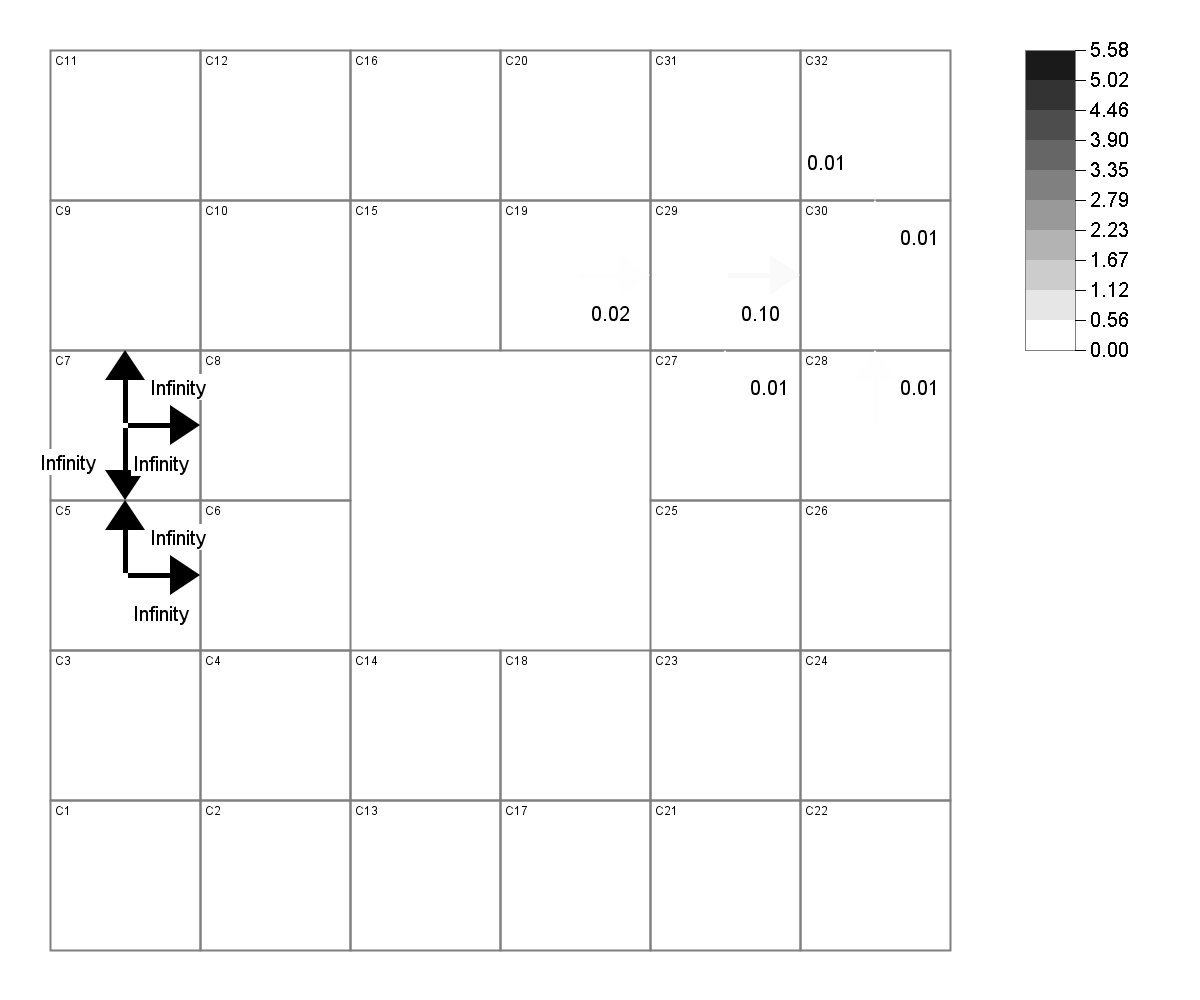 C11 C12 C16 C20 C31 C32
0.01
C9 C10 C15 C19 C29 C30
0.01
0.02 0.10
C7 C8 C27 C28
Infinity 0.01 0.01
Infinity Infinity
C5 C6 C25 C26
Infinity
Infinity
C3 C4 C14 C18 C23 C24
C1 C2 C13 C17 C21 C22
5.58
5.02
4.46
3.90
3.35
2.79
2.23
1.67
1.12
0.56
0.00